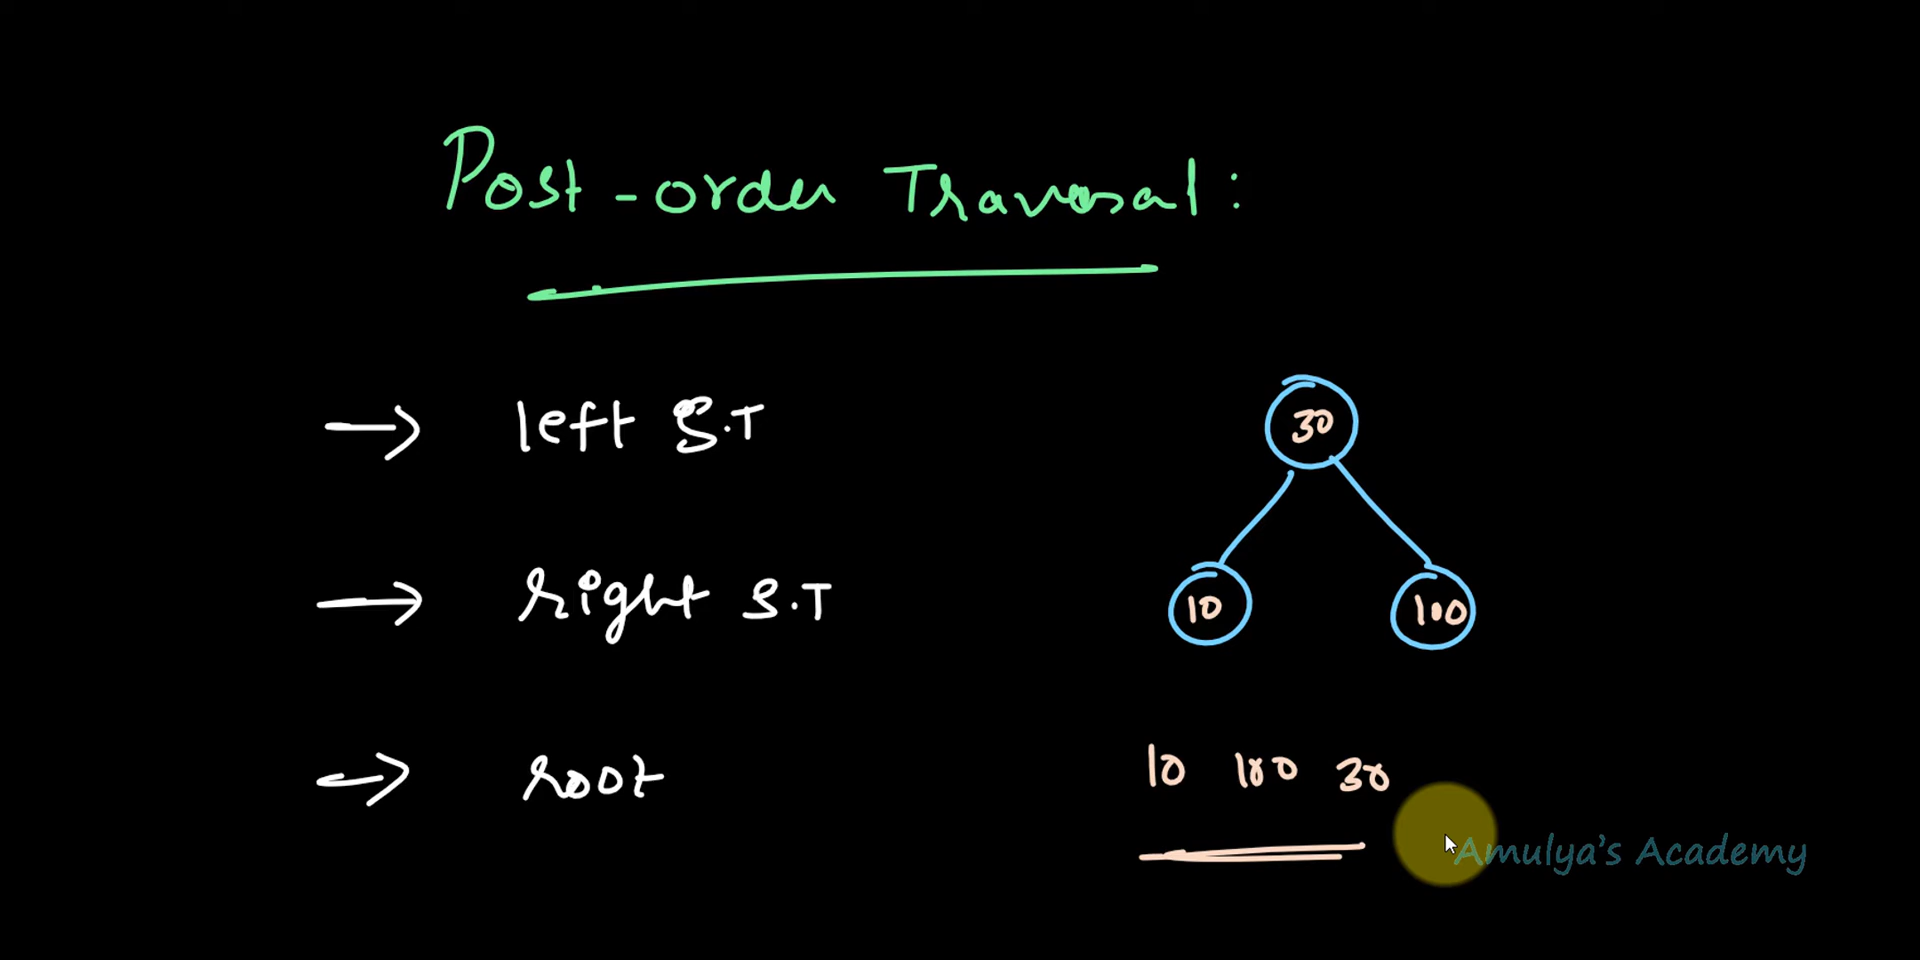 Post-order Traversal:
left S.T
30
right S.T
10 100
root
10 100 30
Amulya's Academy